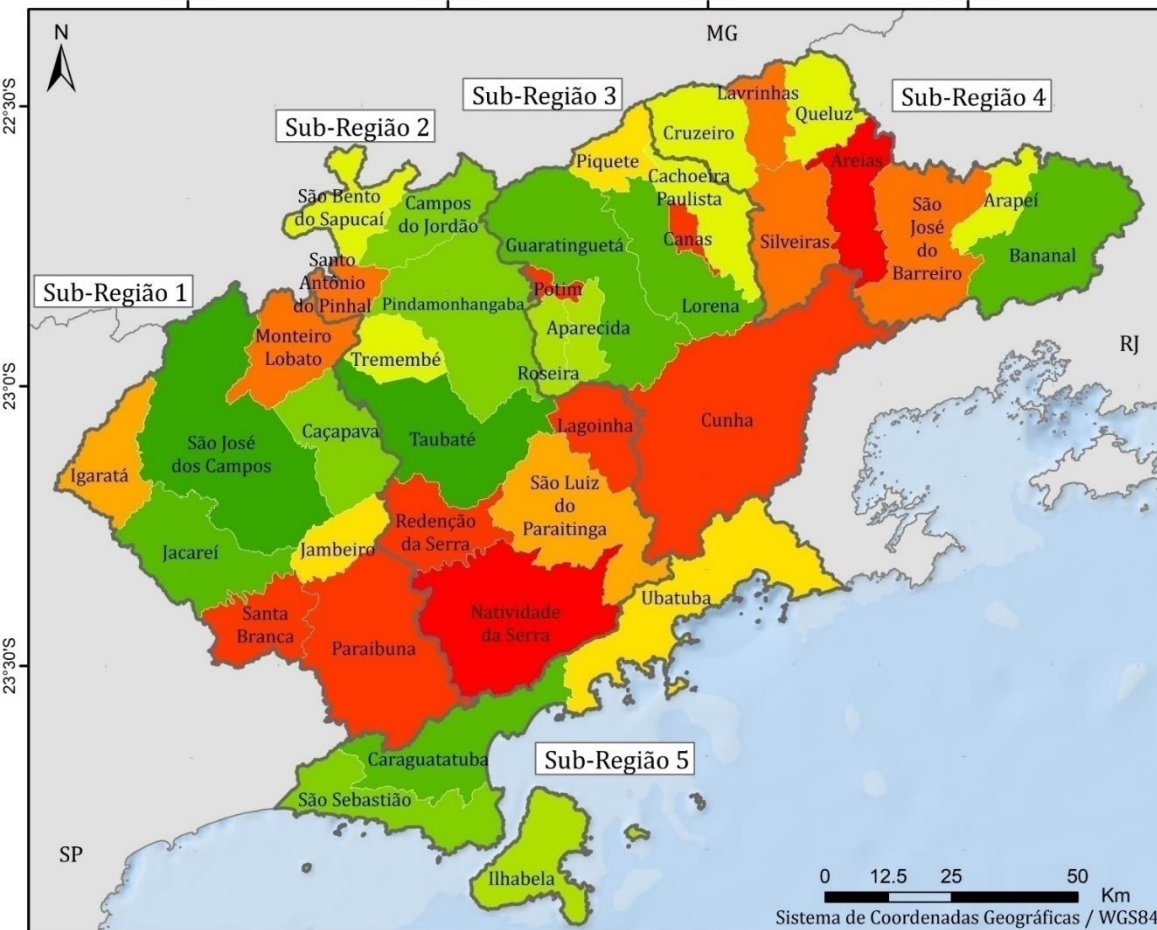 N
MG
22°30'S
23°0'S
23°30'S
Sub-Região 3
Sub-Região 4
Sub-Região 2
Sub-Região 1
Sub-Região 5
Lavrinhas
Queluz
Cruzeiro
Piquete
Areias
Cachoeira
Paulista
São Bento
do Sapucaí
Campos
do Jordão
Arapeí
São
José
do
Barreiro
Guaratinguetá
Canas
Silveiras
Bananal
Santo
Antônio
do Pinhal
Pindamonhangaba
Potim
Lorena
Aparecida
Monteiro
Lobato
RJ
Tremembé
Roseira
Cunha
Lagoinha
Caçapava
Taubaté
São José
dos Campos
Igaratá
São Luiz
do
Paraitinga
Redenção
da Serra
Jambeiro
Jacareí
Ubatuba
Santa
Branca
Natividade
da Serra
Paraibuna
Caraguatatuba
São Sebastião
SP
Ilhabela
0 12.5 25 50
Km
Sistema de Coordenadas Geográficas / WGS84